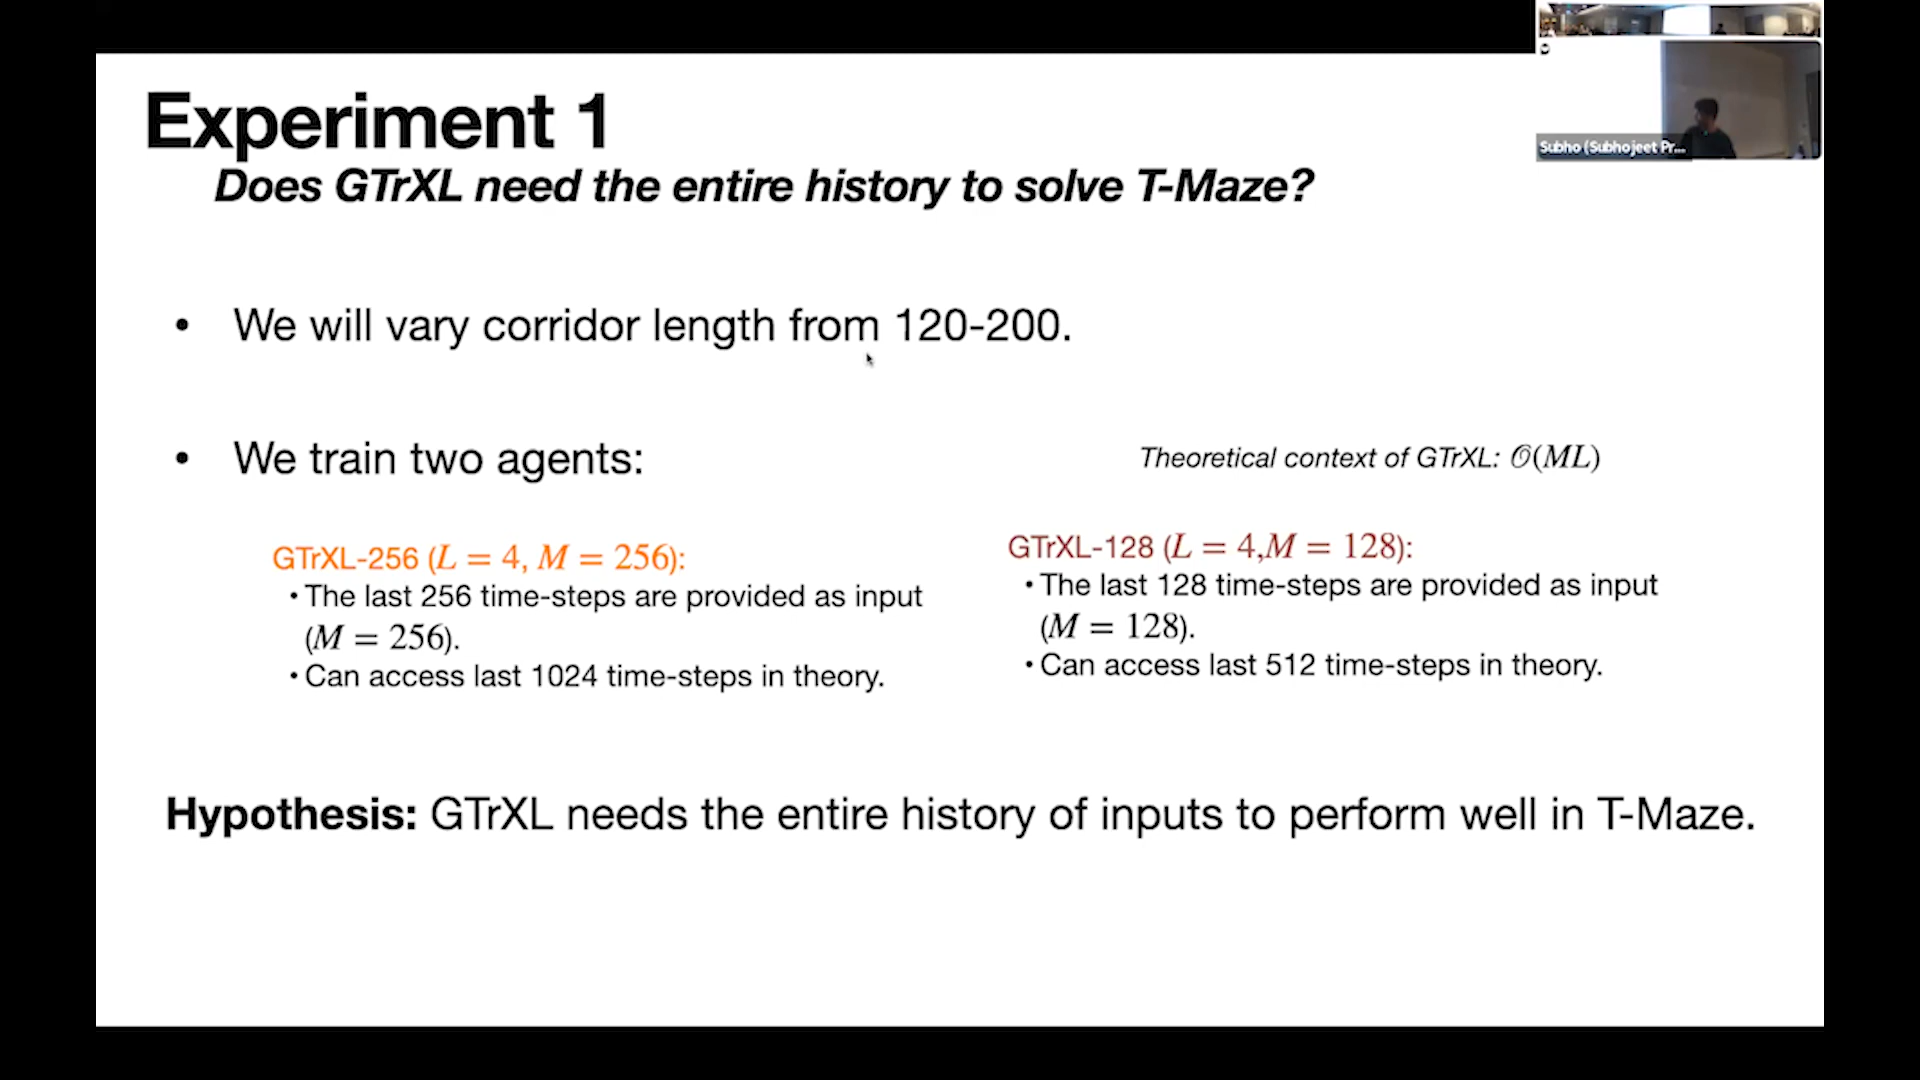 Experiment 1
Does GTrXL need the entire history to solve T-Maze?
Subho (Subhojeet Pr...
• We will vary corridor length from 120-200.
• We train two agents:
Theoretical context of GTrXL: 𝒪(ML)
GTrXL-256 (L = 4, M = 256):
• The last 256 time-steps are provided as input
(M = 256).
• Can access last 1024 time-steps in theory.
GTrXL-128 (L = 4,M = 128):
• The last 128 time-steps are provided as input
(M = 128).
• Can access last 512 time-steps in theory.
Hypothesis: GTrXL needs the entire history of inputs to perform well in T-Maze.